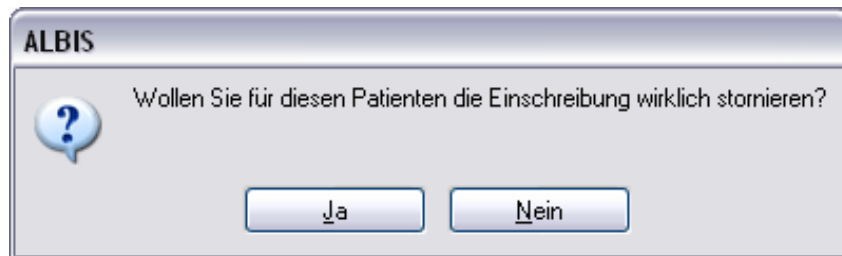 ALBIS
Wollen Sie für diesen Patienten die Einschreibung wirklich stornieren?
Ja
Nein